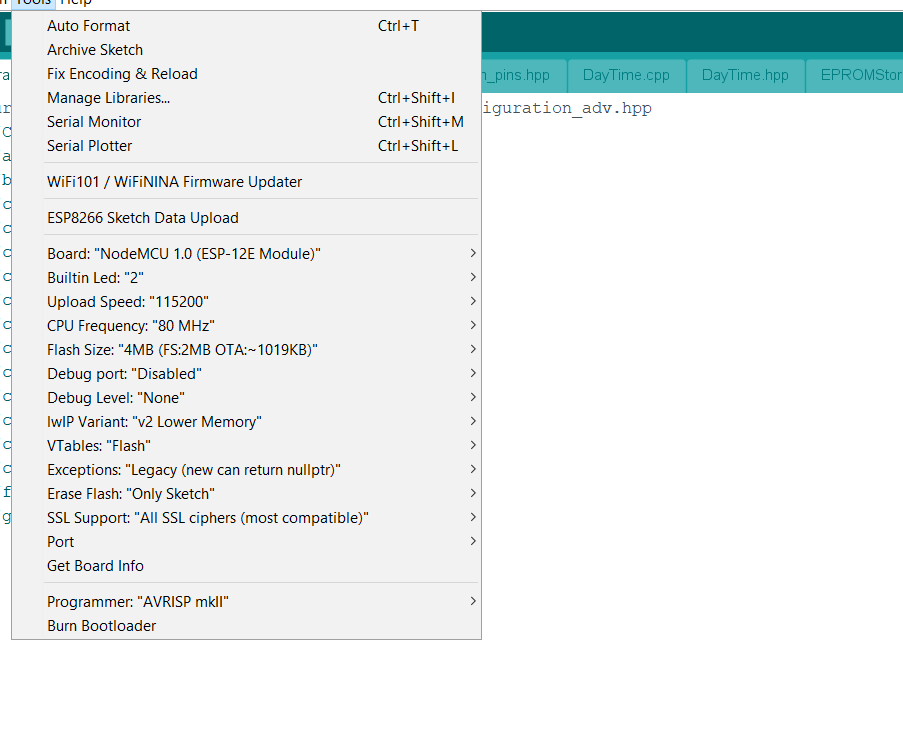 Tools Help
Auto Format Ctrl+T
Archive Sketch
Fix Encoding & Reload
Manage Libraries... Ctrl+Shift+I
Serial Monitor Ctrl+Shift+M
Serial Plotter Ctrl+Shift+L
WiFi101 / WiFiNINA Firmware Updater
ESP8266 Sketch Data Upload
Board: "NodeMCU 1.0 (ESP-12E Module)"
Builtin Led: "2"
Upload Speed: "115200"
CPU Frequency: "80 MHz"
Flash Size: "4MB (FS:2MB OTA:~1019KB)"
Debug port: "Disabled"
Debug Level: "None"
lwIP Variant: "v2 Lower Memory"
VTables: "Flash"
Exceptions: "Legacy (new can return nullptr)"
Erase Flash: "Only Sketch"
SSL Support: "All SSL ciphers (most compatible)"
Port
Get Board Info
Programmer: "AVRISP mkII"
Burn Bootloader
_pins.hpp DayTime.cpp DayTime.hpp EPROMStor
iguration_adv.hpp